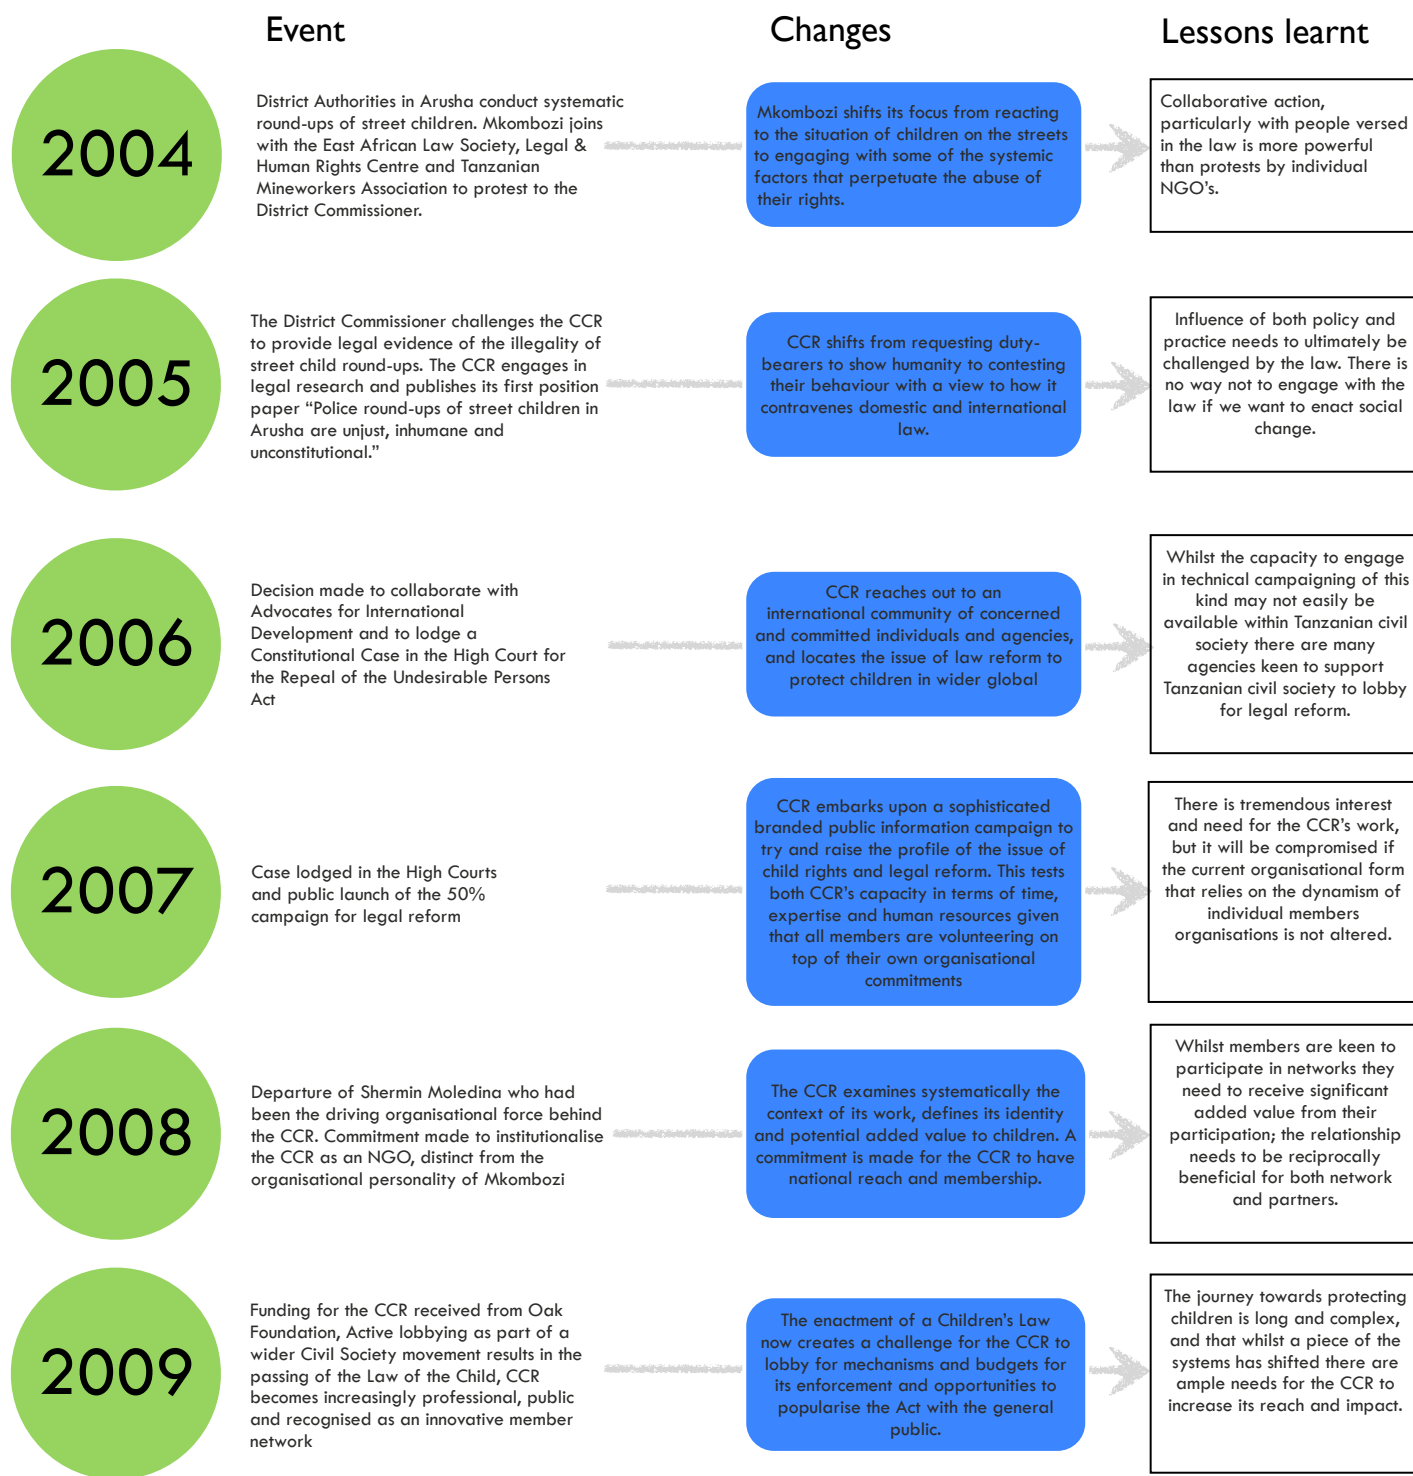 Event
Changes
Lessons learnt
2004
District Authorities in Arusha conduct systematic
round-ups of street children. Mkombozi joins
with the East African Law Society, Legal &
Human Rights Centre and Tanzanian
Mineworkers Association to protest to the
District Commissioner.
Mkombozi shifts its focus from reacting
to the situation of children on the streets
to engaging with some of the systemic
factors that perpetuate the abuse of
their rights.
Collaborative action,
particularly with people versed
in the law is more powerful
than protests by individual
NGO's.
2005
The District Commissioner challenges the CCR
to provide legal evidence of the illegality of
street child round-ups. The CCR engages in
legal research and publishes its first position
paper “Police round-ups of street children in
Arusha are unjust, inhumane and
unconstitutional.”
CCR shifts from requesting duty-
bearers to show humanity to contesting
their behaviour with a view to how it
contravenes domestic and international
law.
Influence of both policy and
practice needs to ultimately be
challenged by the law. There is
no way not to engage with the
law if we want to enact social
change.
2006
Decision made to collaborate with
Advocates for International
Development and to lodge a
Constitutional Case in the High Court for
the Repeal of the Undesirable Persons
Act
CCR reaches out to an
international community of concerned
and committed individuals and agencies,
and locates the issue of law reform to
protect children in wider global
Whilst the capacity to engage
in technical campaigning of this
kind may not easily be
available within Tanzanian civil
society there are many
agencies keen to support
Tanzanian civil society to lobby
for legal reform.
2007
Case lodged in the High Courts
and public launch of the 50%
campaign for legal reform
CCR embarks upon a sophisticated
branded public information campaign to
try and raise the profile of the issue of
child rights and legal reform. This tests
both CCR's capacity in terms of time,
expertise and human resources given
that all members are volunteering on
top of their own organisational
commitments
There is tremendous interest
and need for the CCR's work,
but it will be compromised if
the current organisational form
that relies on the dynamism of
individual members
organisations is not altered.
2008
Departure of Shermin Moledina who had
been the driving organisational force behind
the CCR. Commitment made to institutionalise
the CCR as an NGO, distinct from the
organisational personality of Mkombozi
The CCR examines systematically the
context of its work, defines its identity
and potential added value to children. A
commitment is made for the CCR to have
national reach and membership.
Whilst members are keen to
participate in networks they
need to receive significant
added value from their
participation; the relationship
needs to be reciprocally
beneficial for both network
and partners.
2009
Funding for the CCR received from Oak
Foundation, Active lobbying as part of a
wider Civil Society movement results in the
passing of the Law of the Child, CCR
becomes increasingly professional, public
and recognised as an innovative member
network
The enactment of a Children's Law
now creates a challenge for the CCR to
lobby for mechanisms and budgets for
its enforcement and opportunities to
popularise the Act with the general
public.
The journey towards protecting
children is long and complex,
and that whilst a piece of the
systems has shifted there are
ample needs for the CCR to
increase its reach and impact.